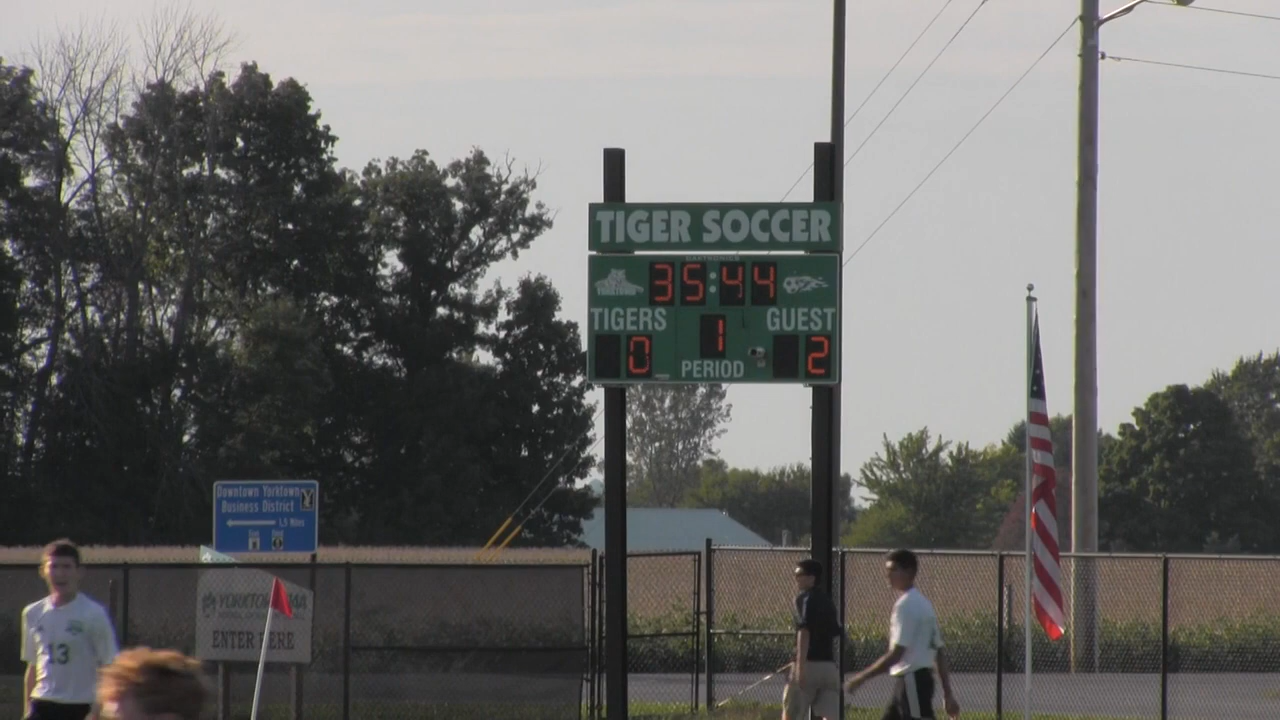 TIGER SOCCER
DAKTRONICS
35:44
TIGERS GUEST
0 1 2
PERIOD
Downtown Yorktown
Business District
1.5 Miles
ENTER HERE
13